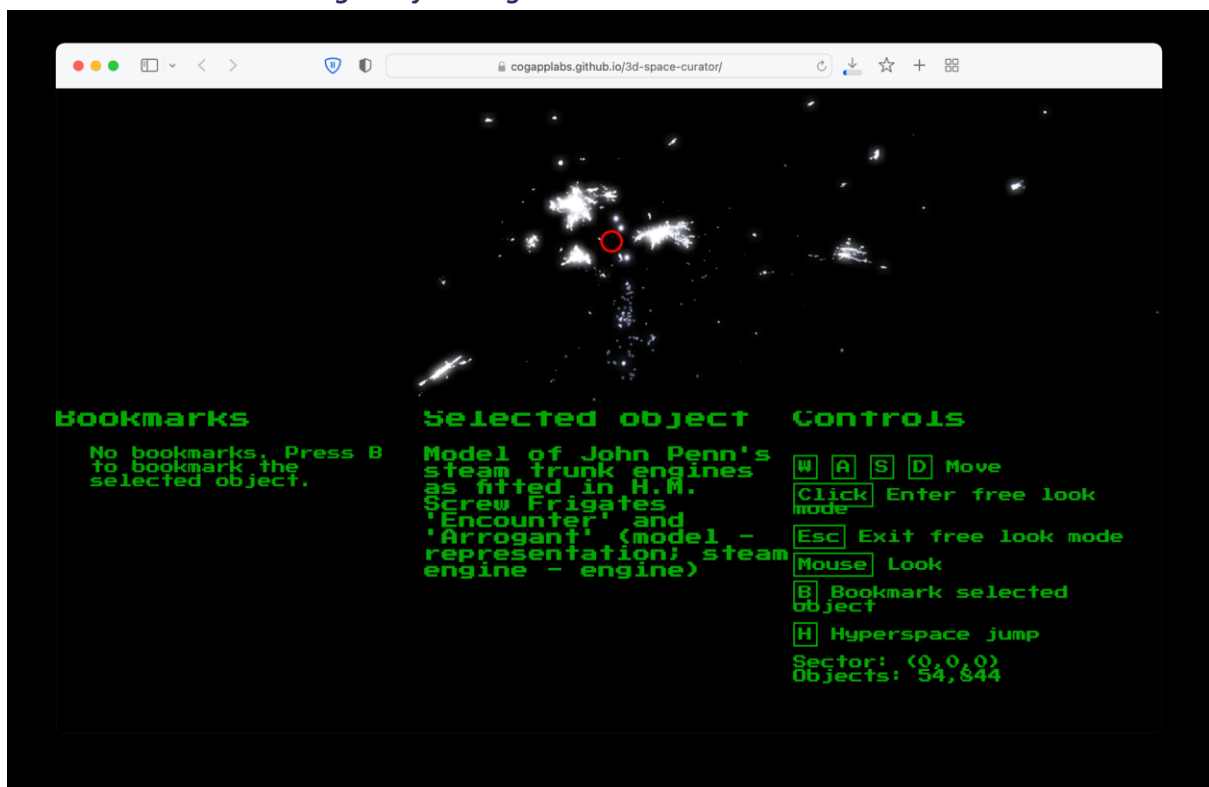 cogapplabs.github.io/3d-space-curator/
Bookmarks
No bookmarks. Press B
to bookmark the
selected object.
Selected object
Model of John Penn's
steam trunk engines
as fitted in H.M.
Screw Frigates
'Encounter' and
'Arrogant' (model -
representation; steam
engine - engine)
Controls
W A S D Move
Click Enter free look
mode
Esc Exit free look mode
Mouse Look
B Bookmark selected
object
H Hyperspace jump
Sector: (0,0,0)
Objects: 54,844